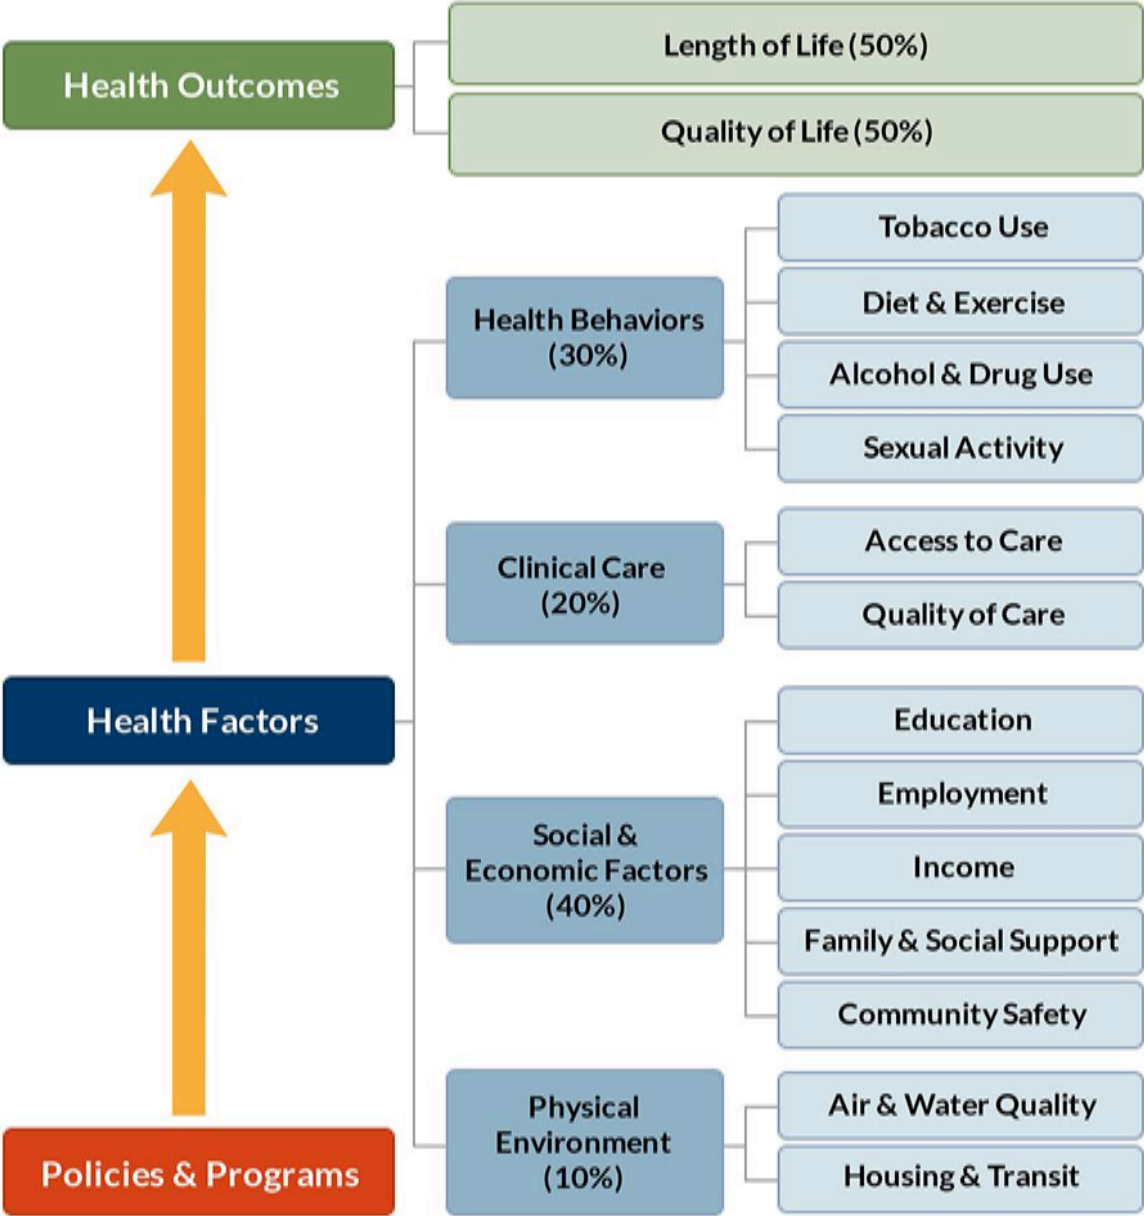 Health Outcomes
Length of Life (50%)
Quality of Life (50%)
Health Factors
Health Behaviors
(30%)
Tobacco Use
Diet & Exercise
Alcohol & Drug Use
Sexual Activity
Clinical Care
(20%)
Access to Care
Quality of Care
Social &
Economic Factors
(40%)
Education
Employment
Income
Family & Social Support
Community Safety
Physical
Environment
(10%)
Air & Water Quality
Housing & Transit
Policies & Programs